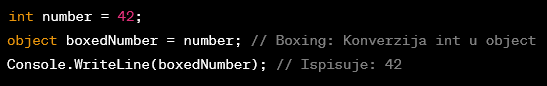 int number = 42;
object boxedNumber = number; // Boxing: Konverzija int u object
Console.WriteLine(boxedNumber); // Ispisuje: 42